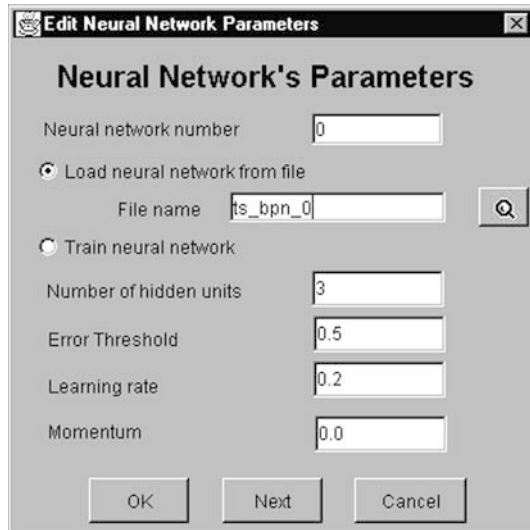 Edit Neural Network Parameters
Neural Network's Parameters
Neural network number 0
Load neural network from file
File name ts_bpn_0
Train neural network
Number of hidden units 3
Error Threshold 0.5
Learning rate 0.2
Momentum 0.0
OK Next Cancel